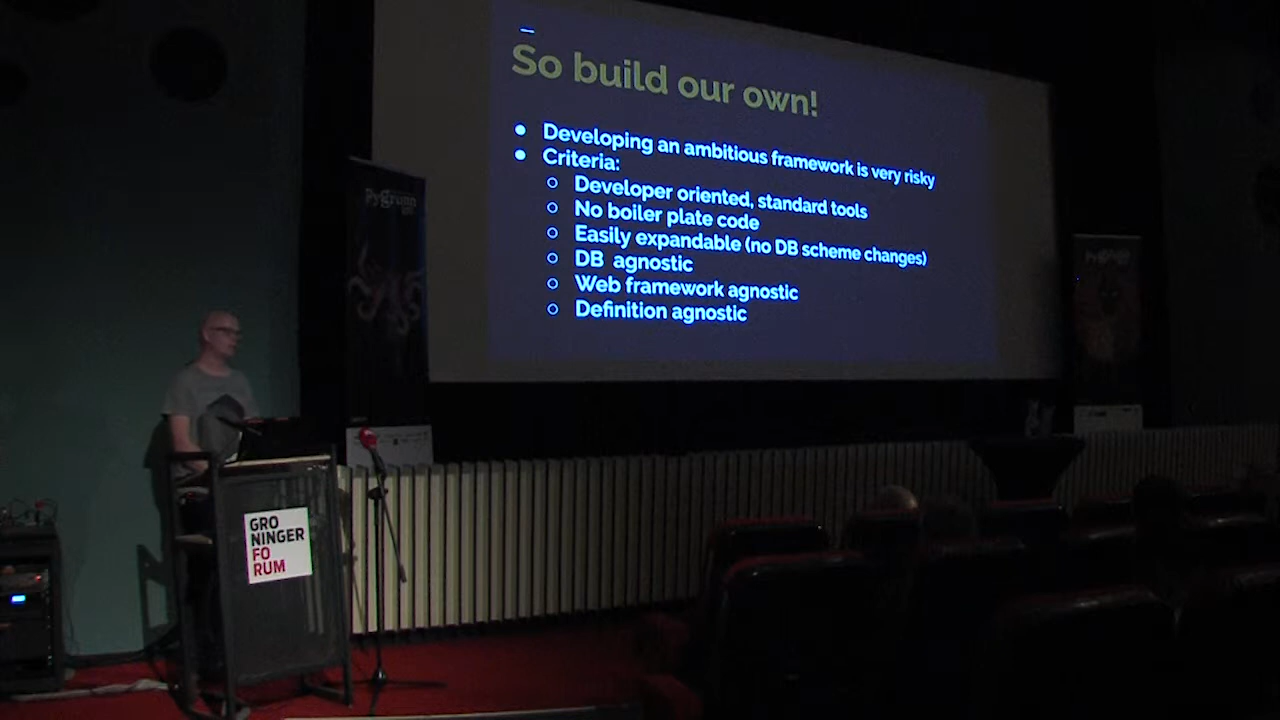 So build our own!
● Developing an ambitious framework is very risky
● Criteria:
○ Developer oriented, standard tools
○ No boiler plate code
○ Easily expandable (no DB scheme changes)
○ DB agnostic
○ Web framework agnostic
○ Definition agnostic
Pygrunn
GRO
NINGER
FO
RUM